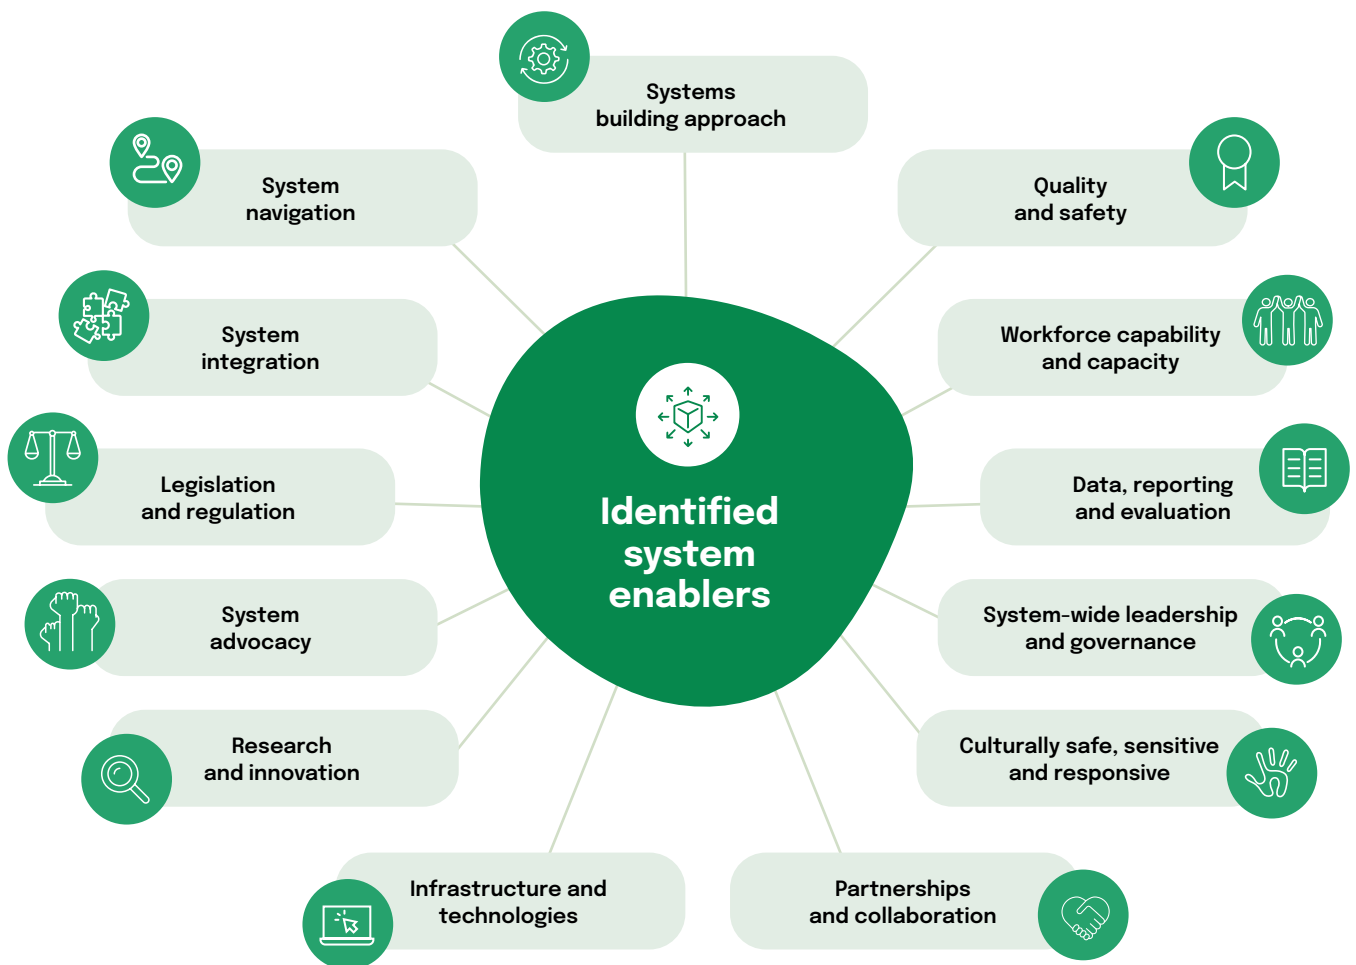 Systems
building approach
System
navigation
Quality
and safety
System
integration
Workforce capability
and capacity
Identified
system
enablers
Legislation
and regulation
Data, reporting
and evaluation
System
advocacy
System-wide leadership
and governance
Research
and innovation
Culturally safe, sensitive
and responsive
Infrastructure and
technologies
Partnerships
and collaboration